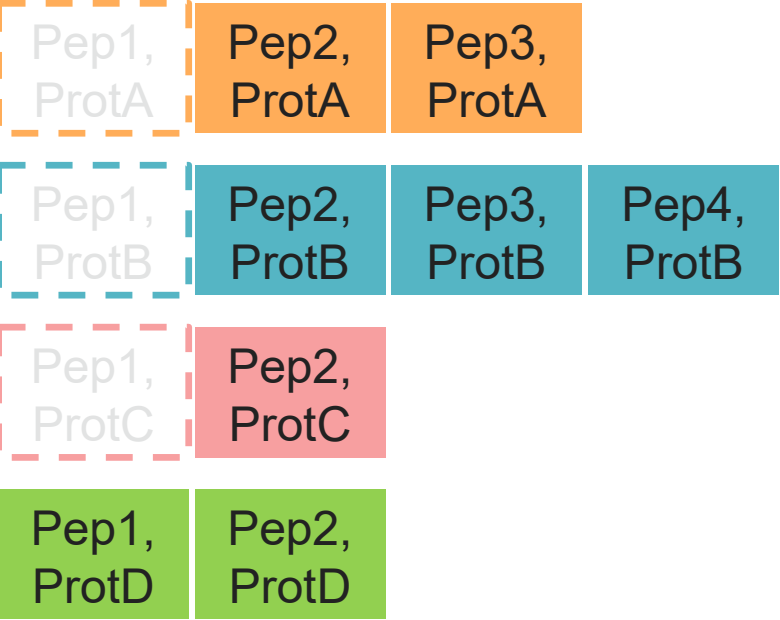 Pep1,
ProtA
Pep2,
ProtA
Pep3,
ProtA
Pep1,
ProtB
Pep2,
ProtB
Pep3,
ProtB
Pep4,
ProtB
Pep1,
ProtC
Pep2,
ProtC
Pep1,
ProtD
Pep2,
ProtD